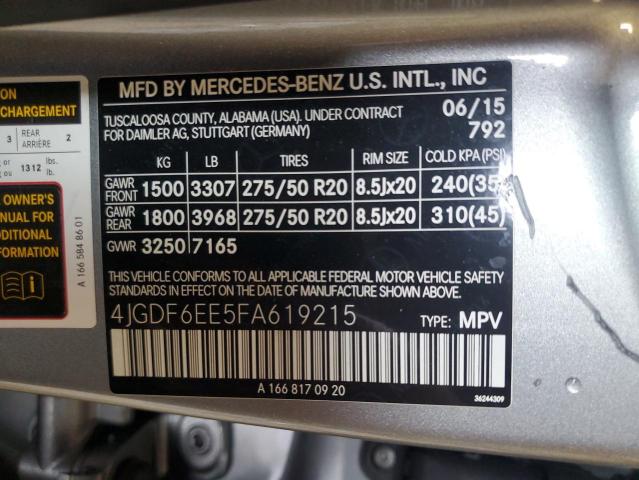 ON
CHARGEMENT
3 REAR ARRIÈRE 2
1312 lbs.
OWNER'S
MANUAL FOR
ADDITIONAL
INFORMATION
A 166 584 86 01
MFD BY MERCEDES-BENZ U.S. INTL., INC
TUSCALOOSA COUNTY, ALABAMA (USA). UNDER CONTRACT 06/15
FOR DAIMLER AG, STUTTGART (GERMANY) 792
KG LB TIRES RIM SIZE COLD KPA (PSI)
GAWR FRONT 1500 3307 275/50 R20 8.5Jx20 240(35)
GAWR REAR 1800 3968 275/50 R20 8.5Jx20 310(45)
GVWR 3250 7165
THIS VEHICLE CONFORMS TO ALL APPLICABLE FEDERAL MOTOR VEHICLE SAFETY
STANDARDS IN EFFECT ON THE DATE OF MANUFACTURE SHOWN ABOVE.
4JGDF6EE5FA619215 TYPE: MPV
A 166 817 09 20
36244309